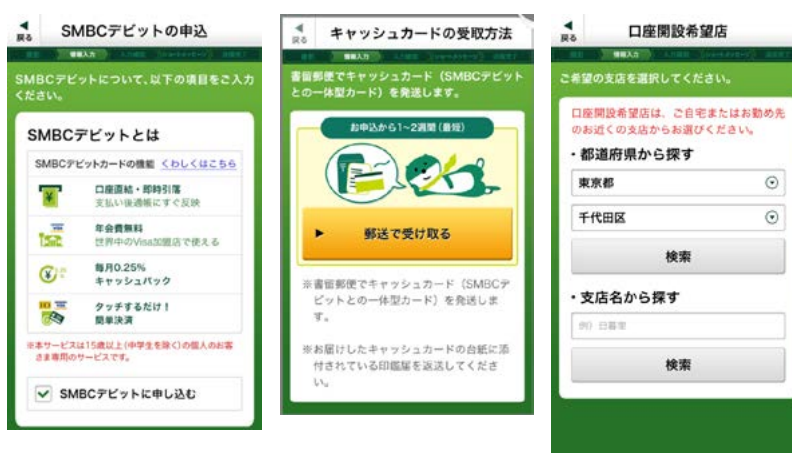 戻る
SMBCデビットの申込
情報入力
SMBCデビットについて、以下の項目をご入力
ください。
SMBCデビットとは
SMBCデビットカードの機能 くわしくはこちら
口座直結・即時引落
支払い後通帳にすぐ反映
年会費無料
世界中のVisa加盟店で使える
毎月0.25%
キャッシュバック
タッチするだけ!
簡単決済
※本サービスは15歳以上(中学生を除く)の個人のお客
さま専用のサービスです。
SMBCデビットに申し込む
戻る
キャッシュカードの受取方法
情報入力
書留郵便でキャッシュカード(SMBCデビット
との一体型カード)を発送します。
お申込から1~2週間(最短)
郵送で受け取る
※書留郵便でキャッシュカード(SMBCデ
ビットとの一体型カード)を発送しま
す。
※お届けしたキャッシュカードの台紙に添
付されている印鑑届を返送してくださ
い。
戻る
口座開設希望店
情報入力
ご希望の支店を選択してください。
口座開設希望店は、ご自宅またはお勤め先
のお近くの支店からお選びください。
・都道府県から探す
東京都
千代田区
検索
・支店名から探す
例)日暮里
検索